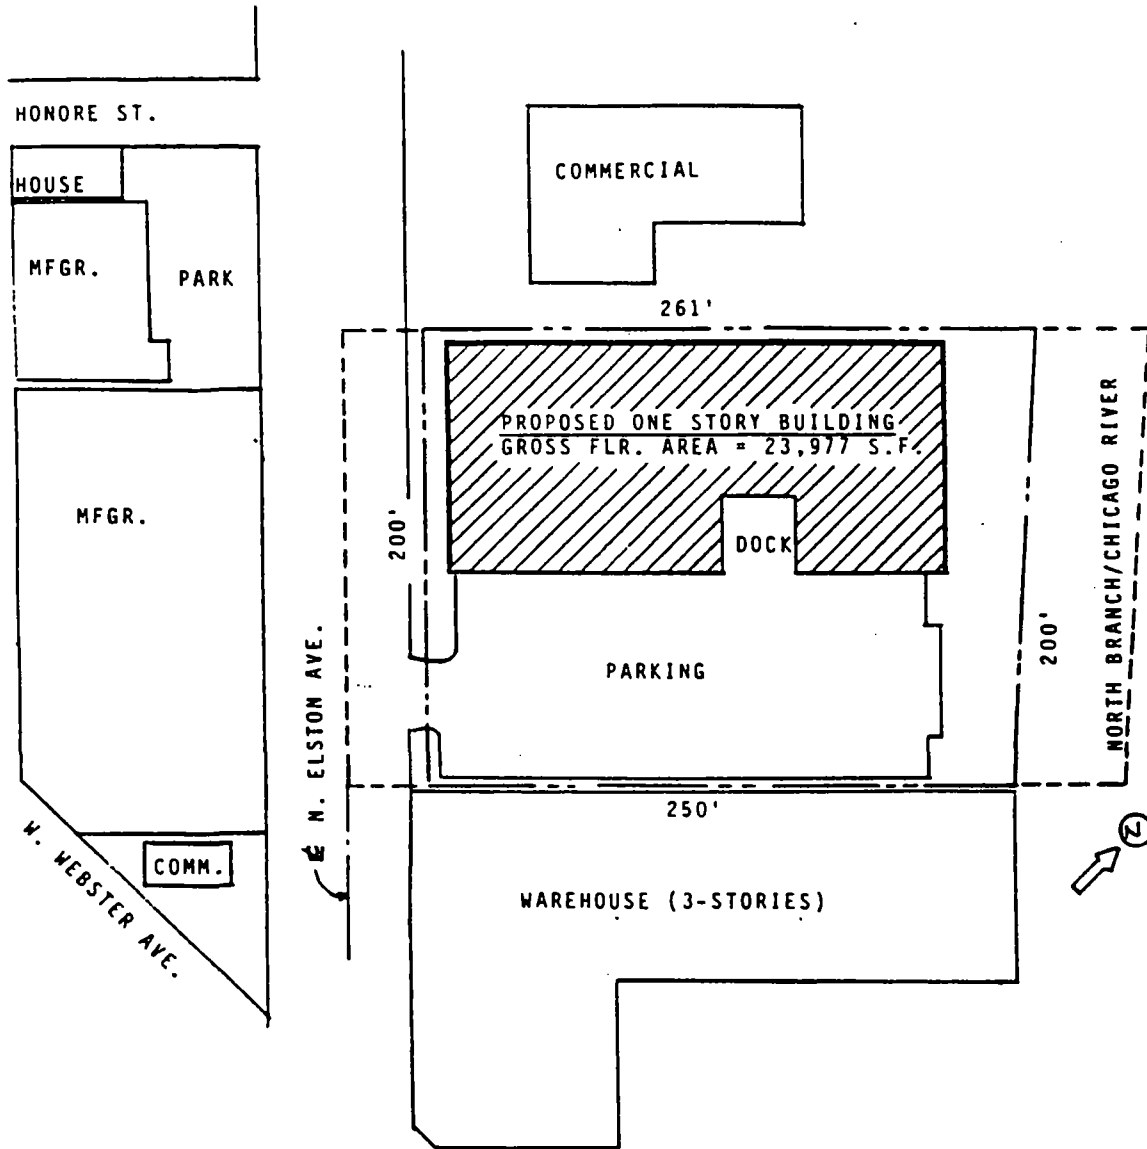 HONORE ST.
HOUSE
COMMERCIAL
MFGR.
PARK
261'
PROPOSED ONE STORY BUILDING
GROSS FLR. AREA = 23,977 S.F.
MFGR.
200'
DOCK
NORTH BRANCH/CHICAGO RIVER
200'
PARKING
N. ELSTON AVE.
250'
W. WEBSTER AVE.
COMM.
WAREHOUSE (3-STORIES)
N